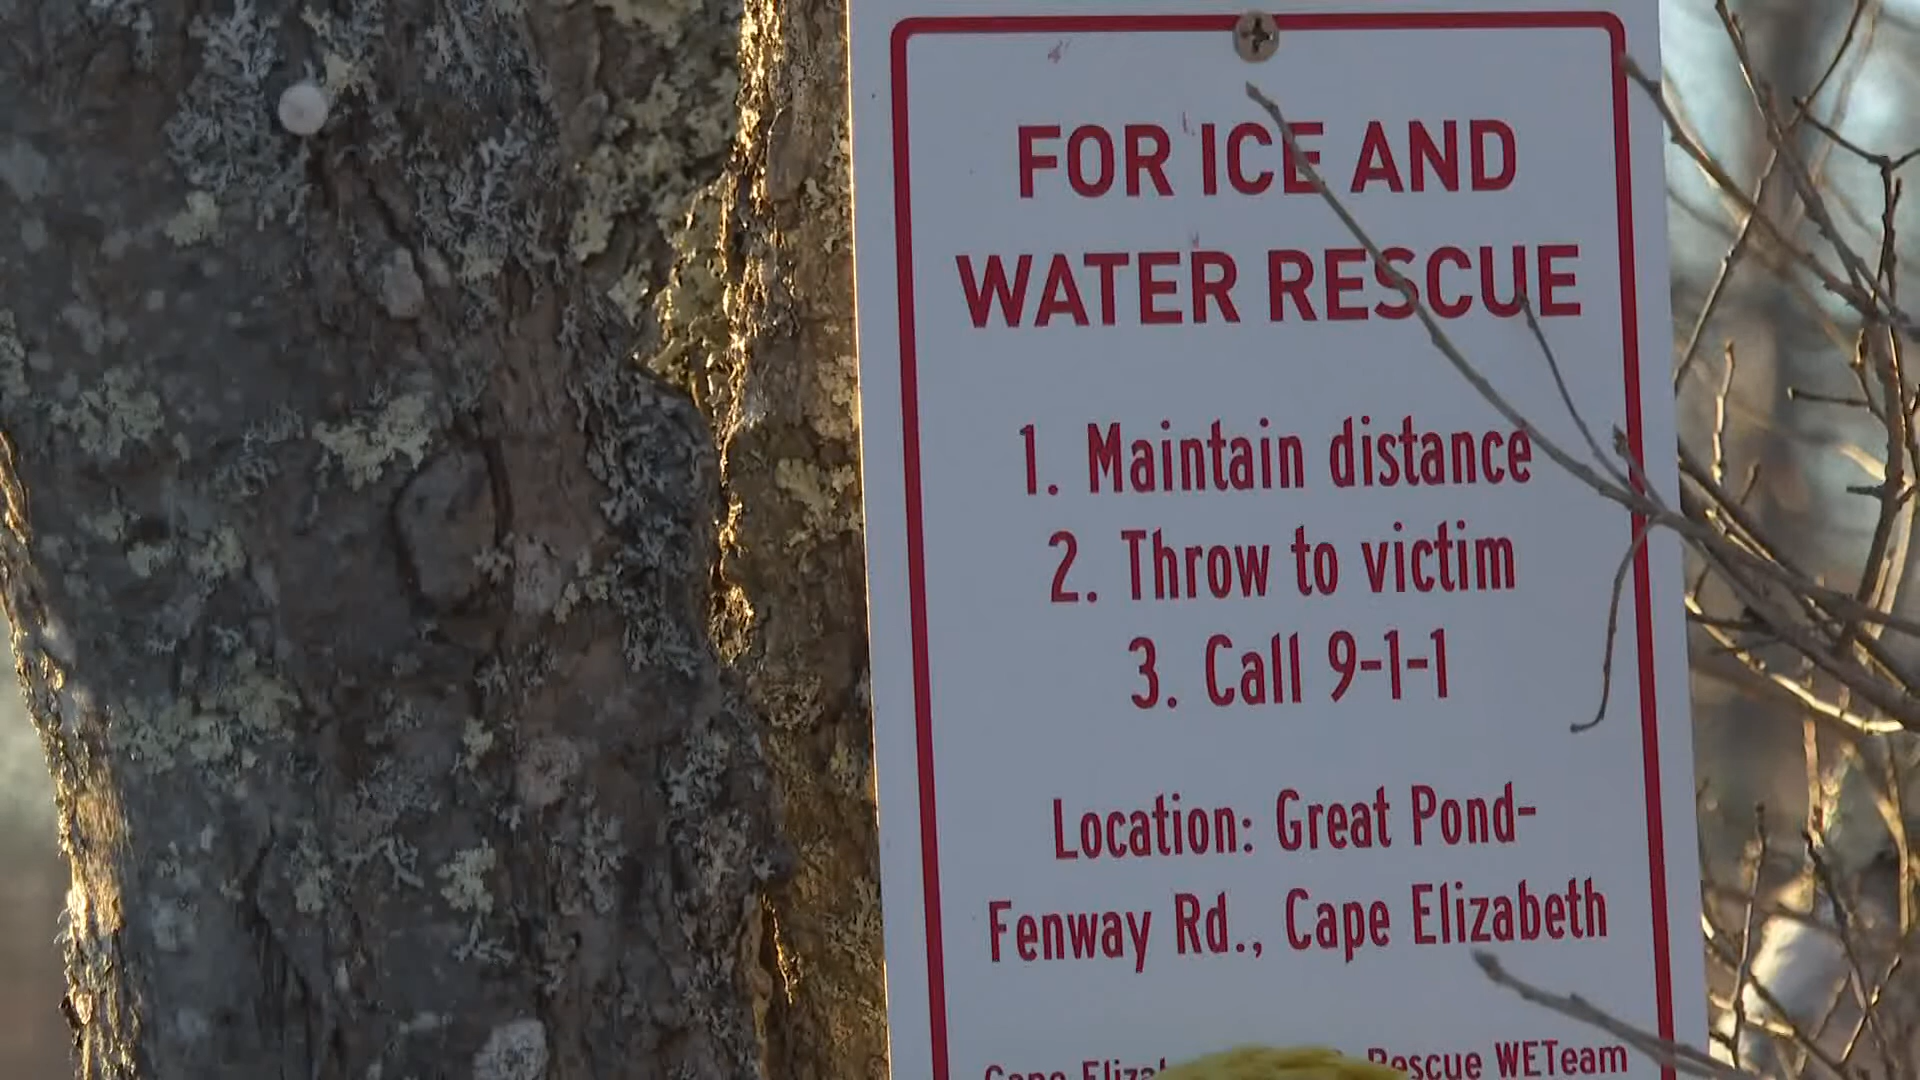 FOR ICE AND
WATER RESCUE
1. Maintain distance
2. Throw to victim
3. Call 9-1-1
Location: Great Pond-
Fenway Rd., Cape Elizabeth
Cape Rescue WETeam